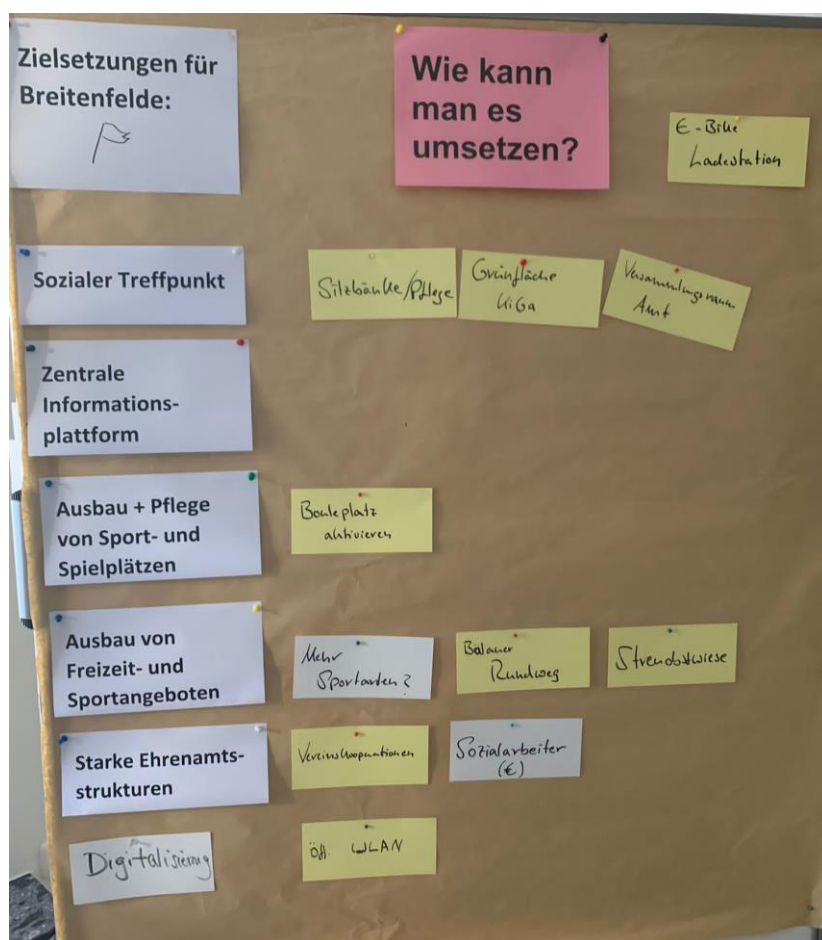 Zielsetzungen für
Breitenfelde:
Wie kann
man es
umsetzen?
E-Bike
Ladestation
Sozialer Treffpunkt
Sitzbänke/Pflege
Grünfläche
KiGa
Versammlungsraum
Amt
Zentrale
Informations-
plattform
Ausbau + Pflege
von Sport- und
Spielplätzen
Bouleplatz
aktivieren
Ausbau von
Freizeit- und
Sportangeboten
Mehr
Sportarten?
Rundweg
Streuobstwiese
Starke Ehrenamts-
strukturen
Vereinskooperationen
Sozialarbeiter
(€)
Digitalisierung
öff. WLAN